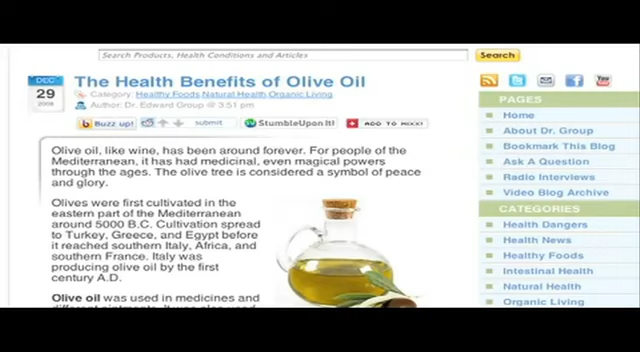 Search Products, Health Conditions and Articles
Search
DEC
29
2008
The Health Benefits of Olive Oil
Category: Healthy Foods, Natural Health, Organic Living
Author: Dr. Edward Group @ 3:51 pm
Buzz up!
submit
StumbleUpon It!
ADD TO MIXX!
Olive oil, like wine, has been around forever. For people of the
Mediterranean, it has had medicinal, even magical powers
through the ages. The olive tree is considered a symbol of peace
and glory.
Olives were first cultivated in the
eastern part of the Mediterranean
around 5000 B.C. Cultivation spread
to Turkey, Greece, and Egypt before
it reached southern Italy, Africa, and
southern France. Italy was
producing olive oil by the first
century A.D.
Olive oil was used in medicines and
You
PAGES
Home
About Dr. Group
Bookmark This Blog
Ask A Question
Radio Interviews
Video Blog Archive
CATEGORIES
Health Dangers
Health News
Healthy Foods
Intestinal Health
Natural Health
Organic Living